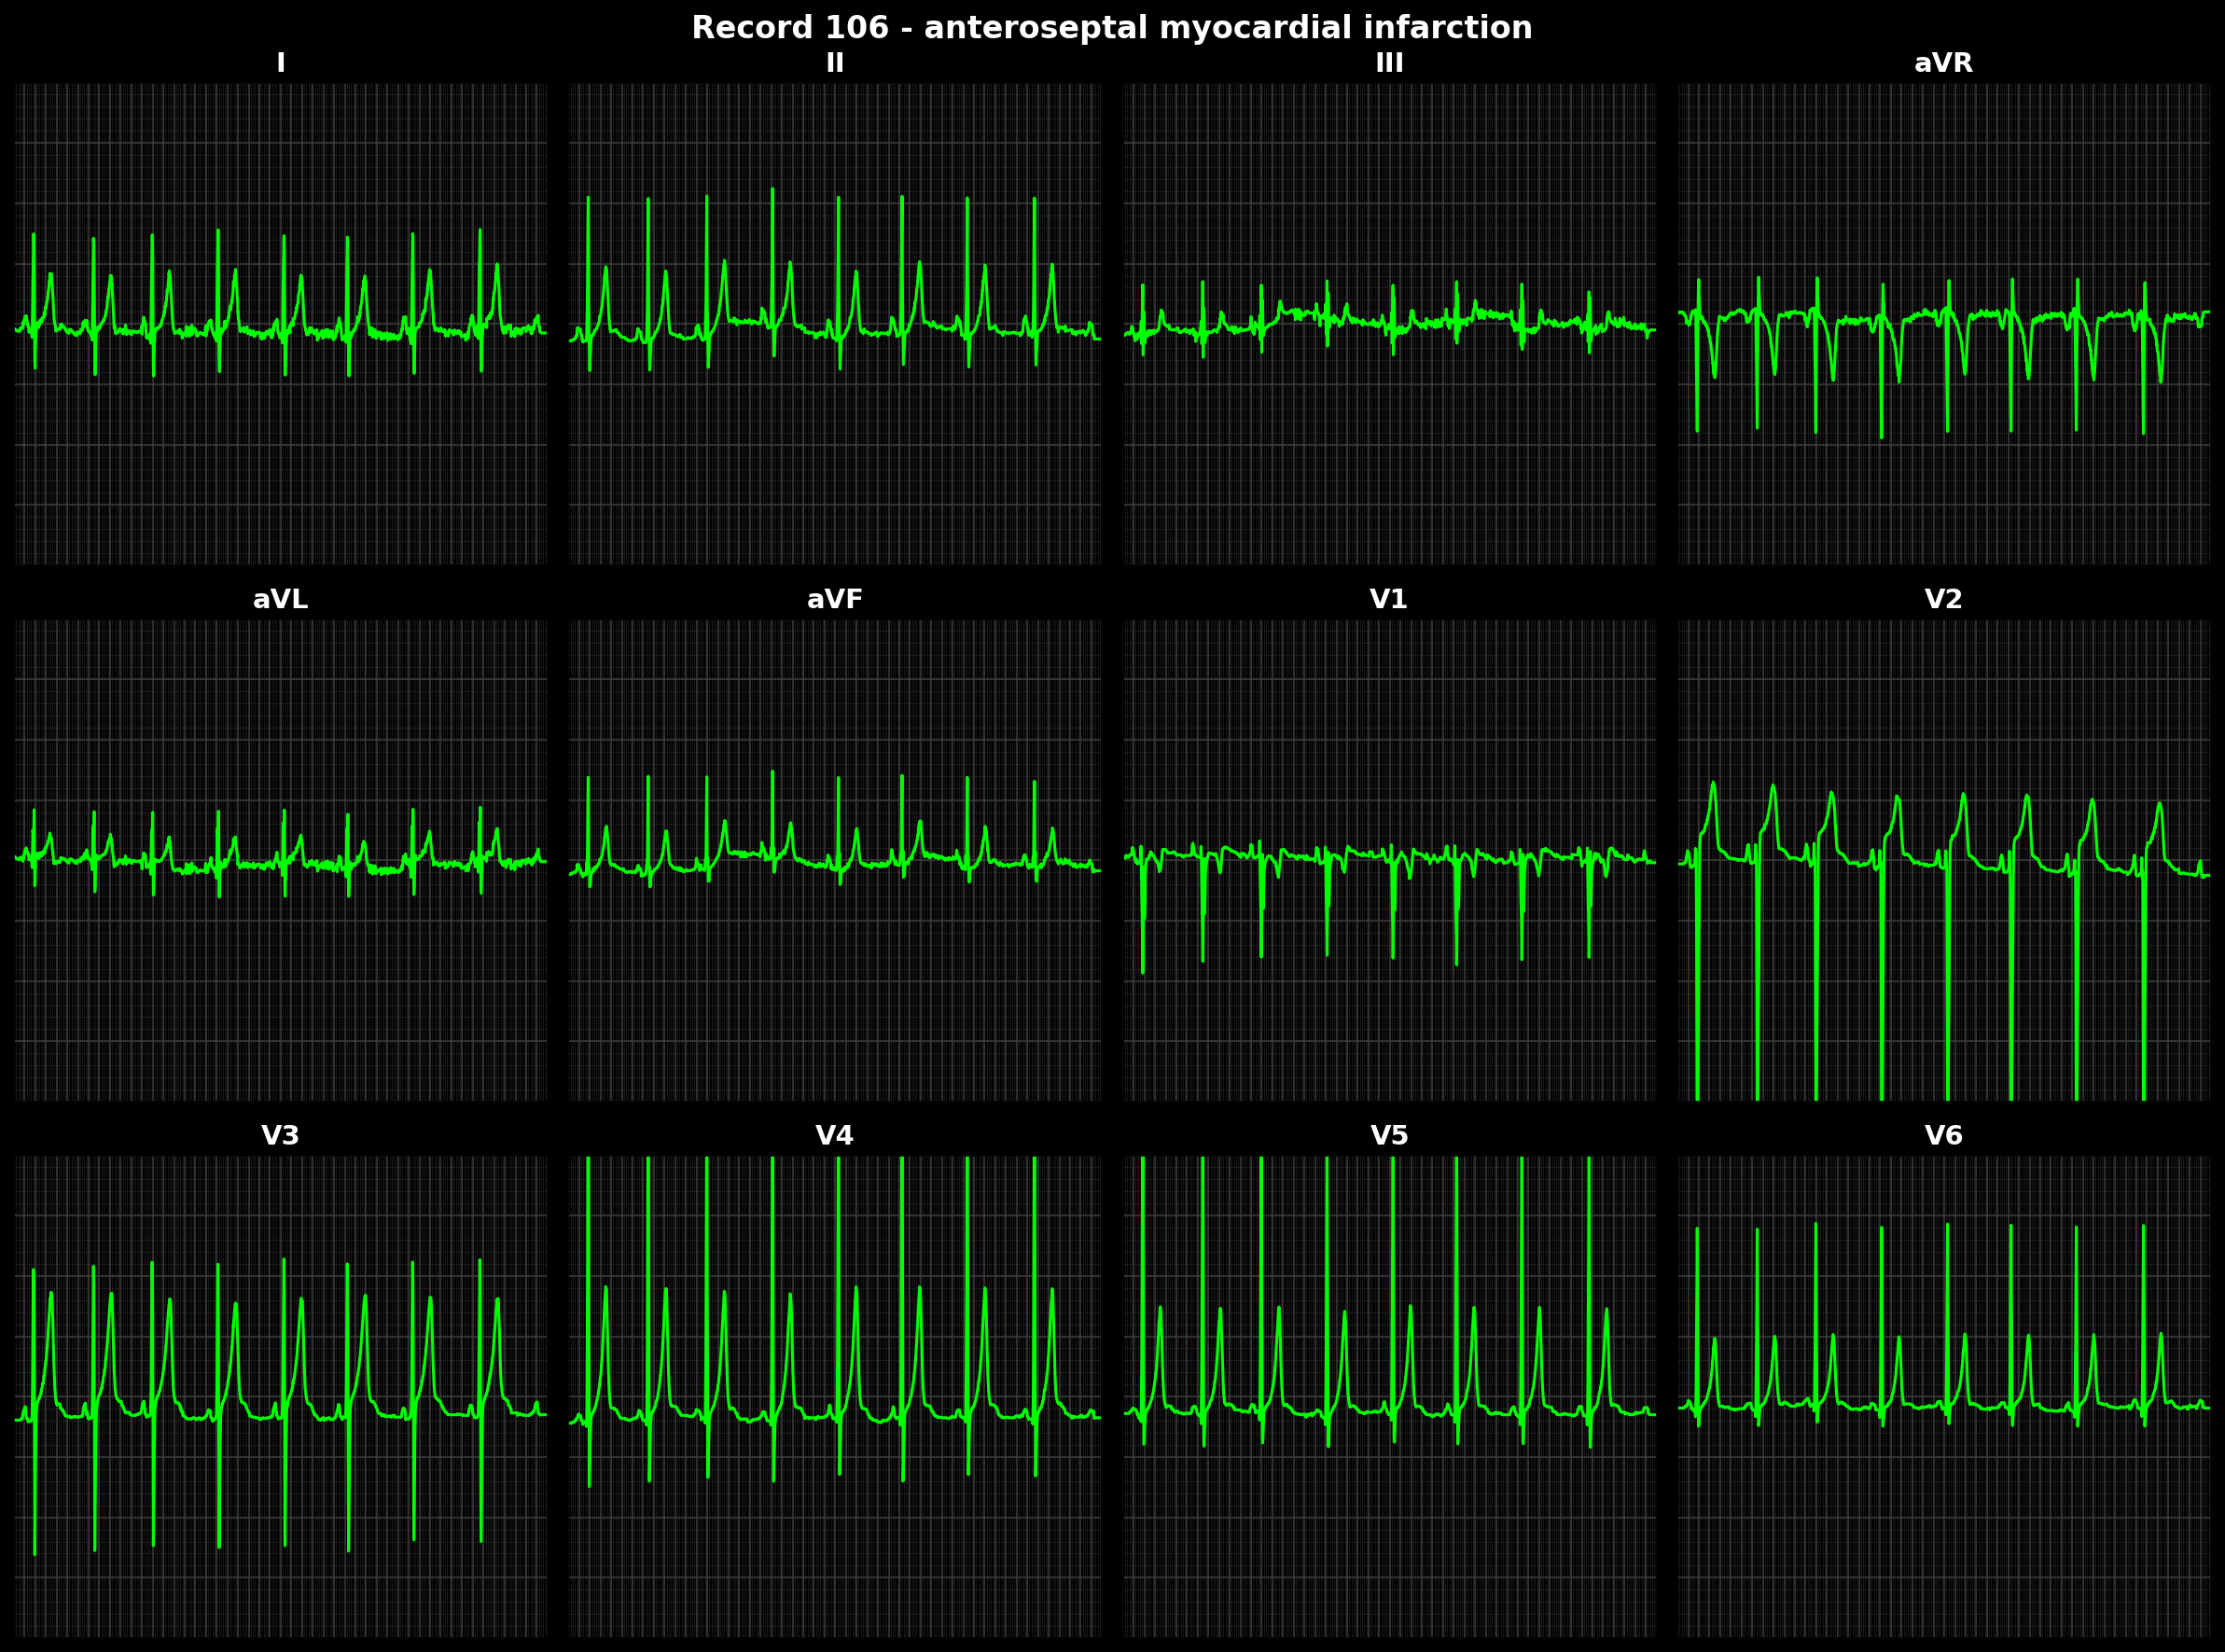 Record 106 - anteroseptal myocardial infarction
I
II
III
aVR
aVL
aVF
V1
V2
V3
V4
V5
V6